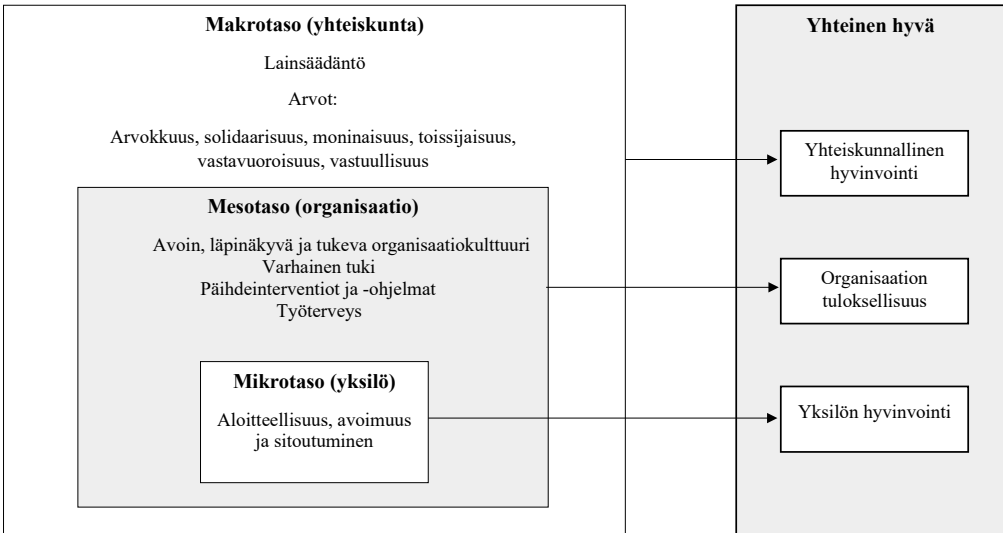 Makrotaso (yhteiskunta)
Lainsäädäntö
Arvot:
Arvokkuus, solidaarisuus, moninaisuus, toissijaisuus,
vastavuoroisuus, vastuullisuus
Mesotaso (organisaatio)
Avoin, läpinäkyvä ja tukeva organisaatiokulttuuri
Varhainen tuki
Päihdeinterventiot ja -ohjelmat
Työterveys
Mikrotaso (yksilö)
Aloitteellisuus, avoimuus
ja sitoutuminen
Yhteinen hyvä
Yhteiskunnallinen
hyvinvointi
Organisaation
tuloksellisuus
Yksilön hyvinvointi